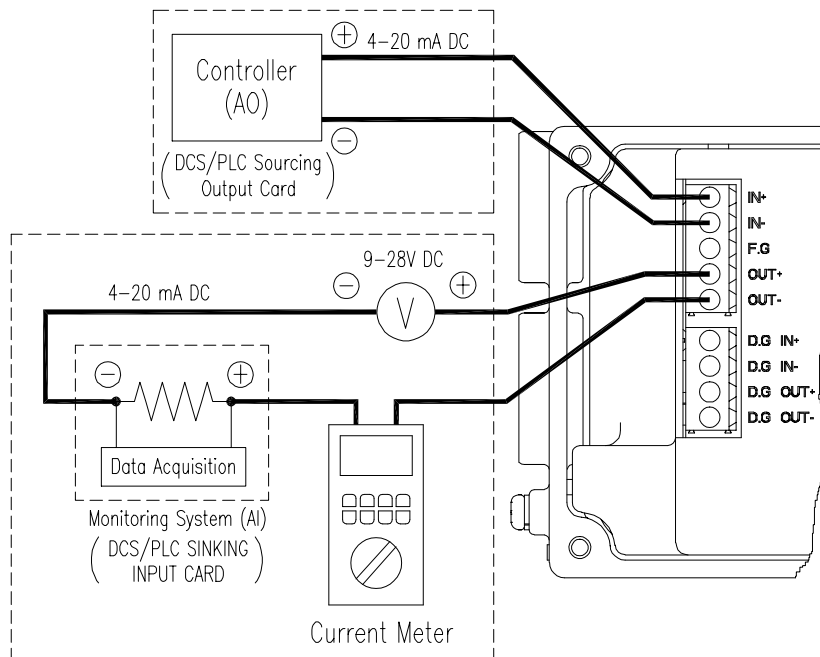 4-20 mA DC
Controller
(AO)
(DCS/PLC Sourcing
Output Card)
IN+
IN-
F.G
OUT+
OUT-
D.G IN+
D.G IN-
D.G OUT+
D.G OUT-
9-28V DC
V
4-20 mA DC
Data Acquisition
Monitoring System (AI)
(DCS/PLC SINKING
INPUT CARD)
Current Meter